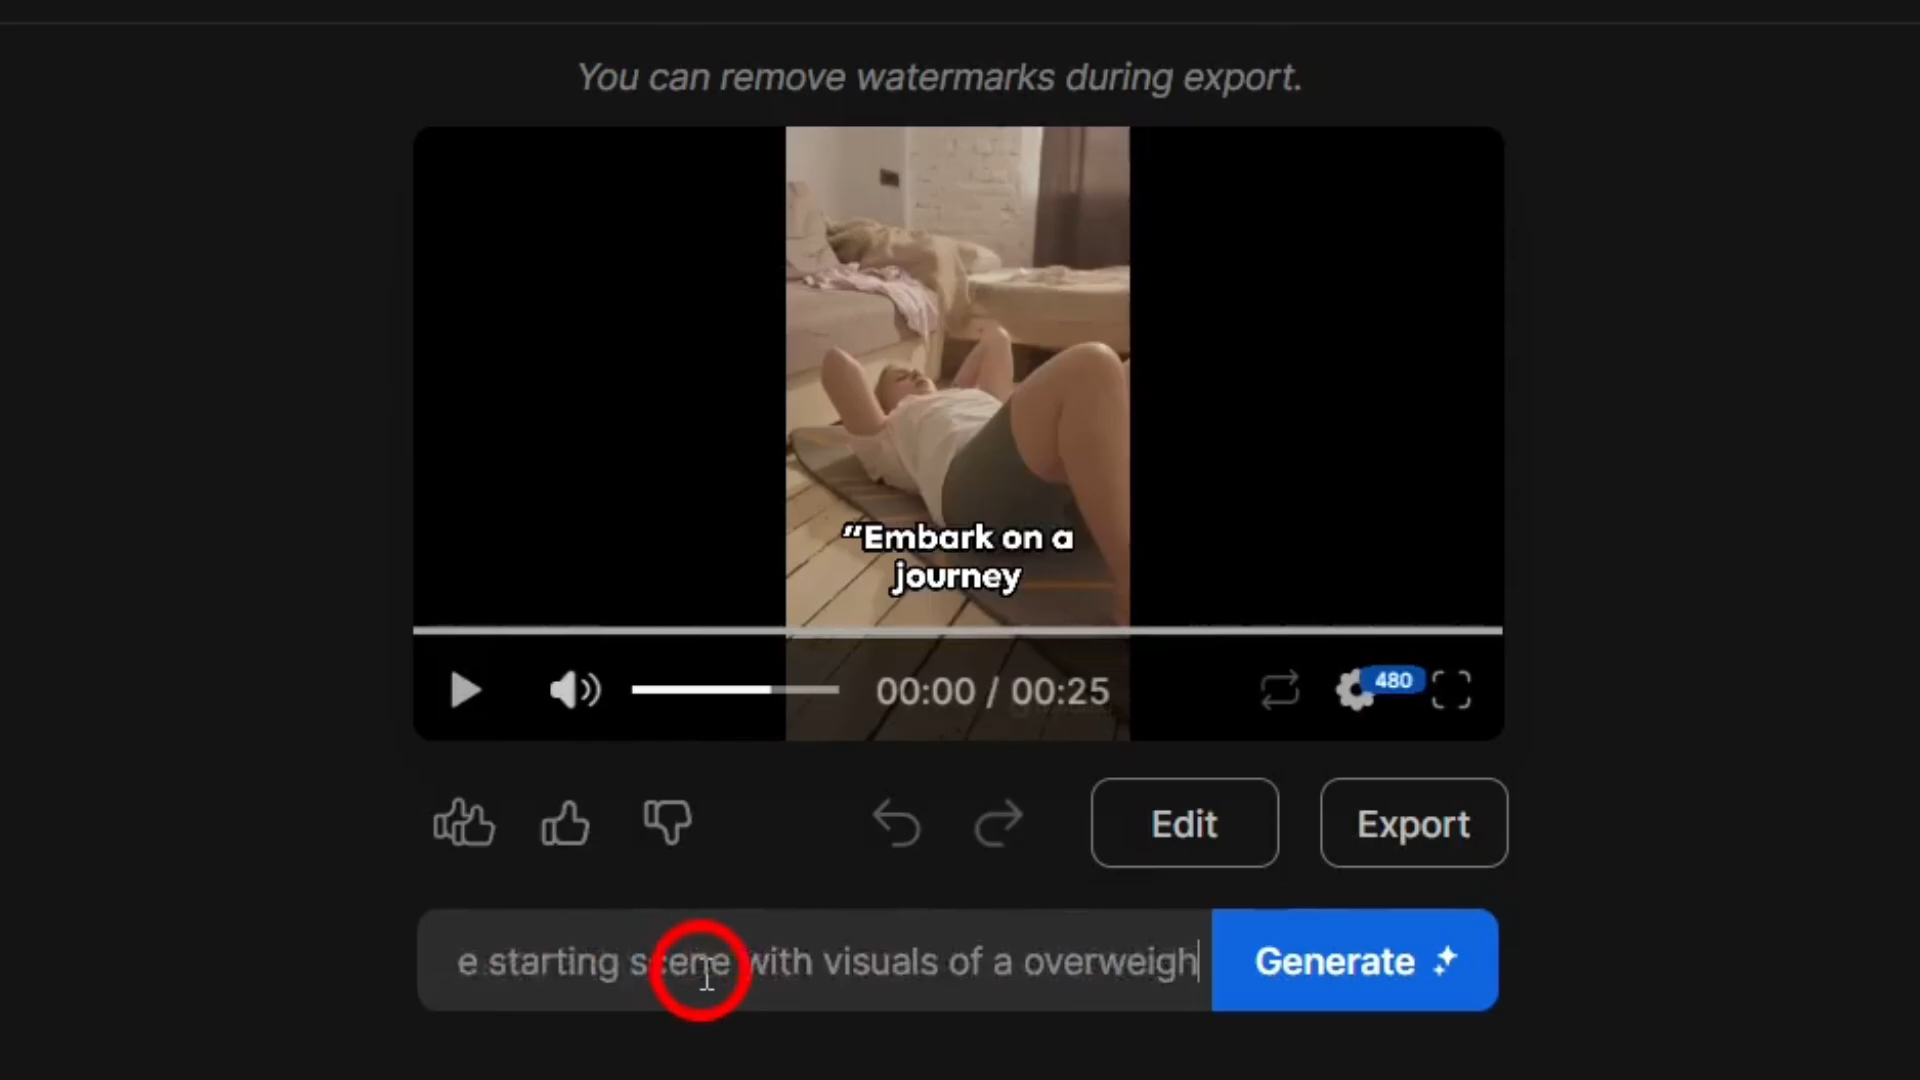 You can remove watermarks during export.
“Embark on a
journey
00:00 / 00:25
480
Edit
Export
e starting scene with visuals of a overweigh
Generate